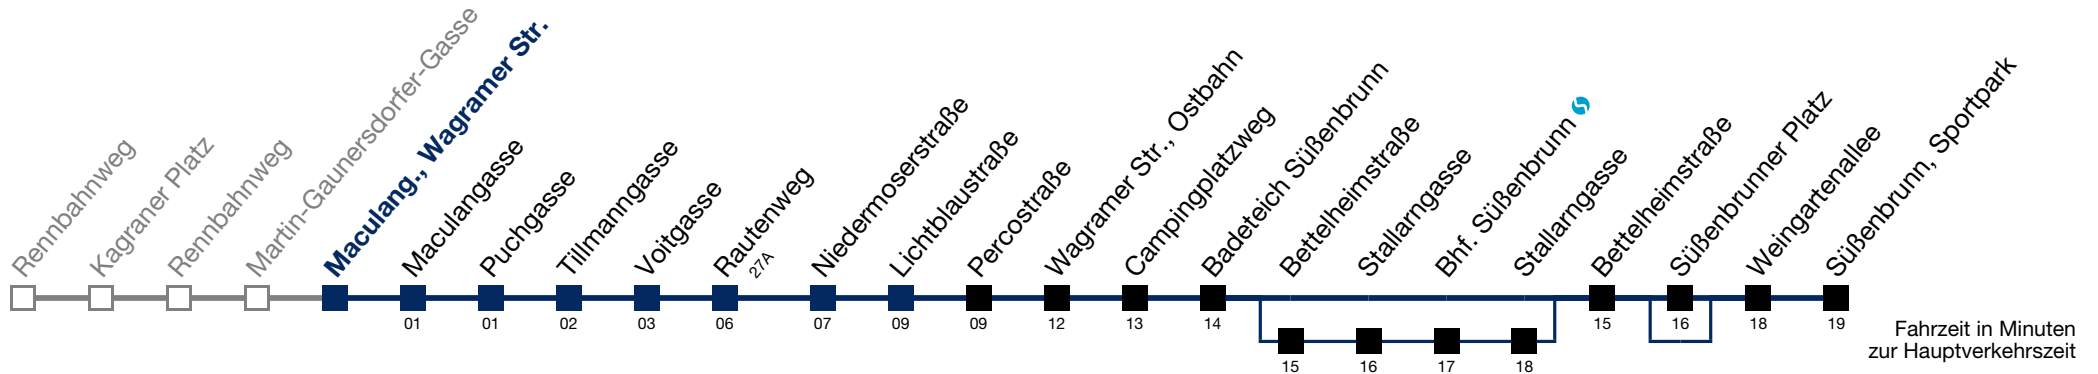 Rennbahnweg
Kagraner Platz
Rennbahnweg
Martin-Gaunersdorfer-Gasse
Maculang., Wagramer Str.
Maculangasse
Puchgasse
Tillmanngasse
Voitgasse
Rautenweg
27A
Niedermoserstraße
Lichtblaustraße
Percostraße
Wagramer Str., Ostbahn
Campingplatzweg
Badeteich Süßenbrunn
Bettelheimstraße
Stallarngasse
Bhf. Süßenbrunn
Stallarngasse
Bettelheimstraße
Süßenbrunner Platz
Weingartenallee
Süßenbrunn, Sportpark
01
01
02
03
06
07
09
09
12
13
14
15
16
18
19
15
16
17
18
Fahrzeit in Minuten
zur Hauptverkehrszeit